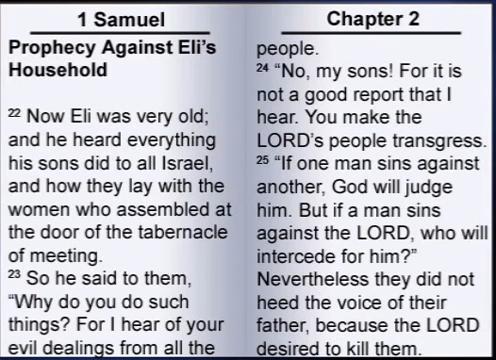 1 Samuel
Prophecy Against Eli's
Household
²² Now Eli was very old;
and he heard everything
his sons did to all Israel,
and how they lay with the
women who assembled at
the door of the tabernacle
of meeting.
²³ So he said to them,
“Why do you do such
things? For I hear of your
evil dealings from all the
Chapter 2
people.
²⁴ “No, my sons! For it is
not a good report that I
hear. You make the
LORD's people transgress.
²⁵ “If one man sins against
another, God will judge
him. But if a man sins
against the LORD, who will
intercede for him?”
Nevertheless they did not
heed the voice of their
father, because the LORD
desired to kill them.